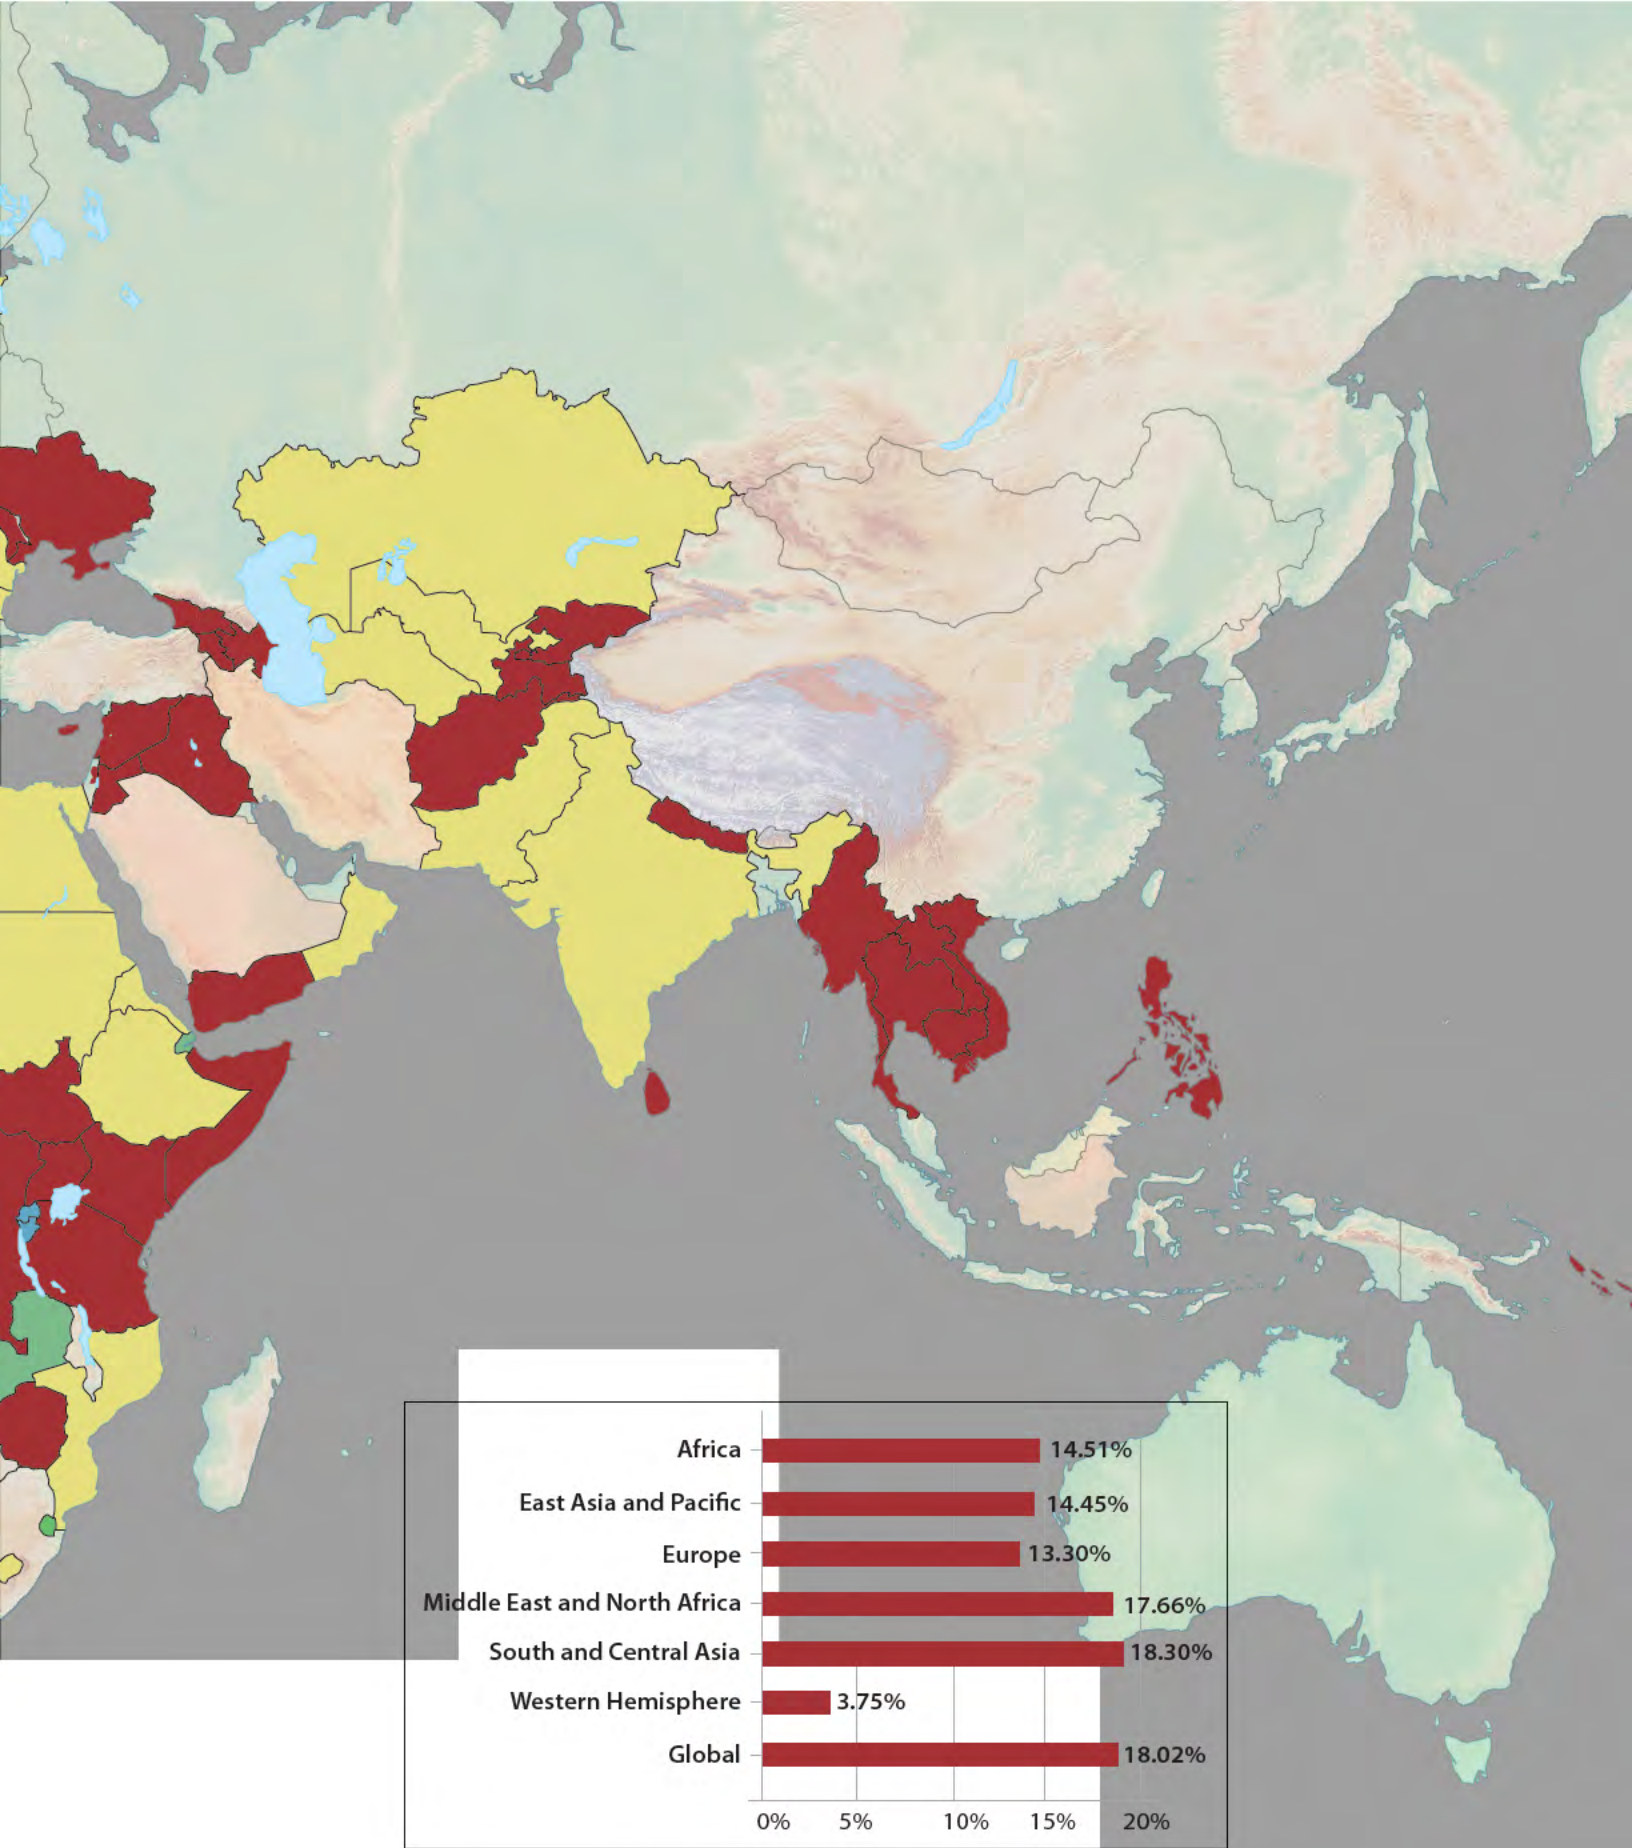 Africa 14.51%
East Asia and Pacific 14.45%
Europe 13.30%
Middle East and North Africa 17.66%
South and Central Asia 18.30%
Western Hemisphere 3.75%
Global 18.02%
0% 5% 10% 15% 20%